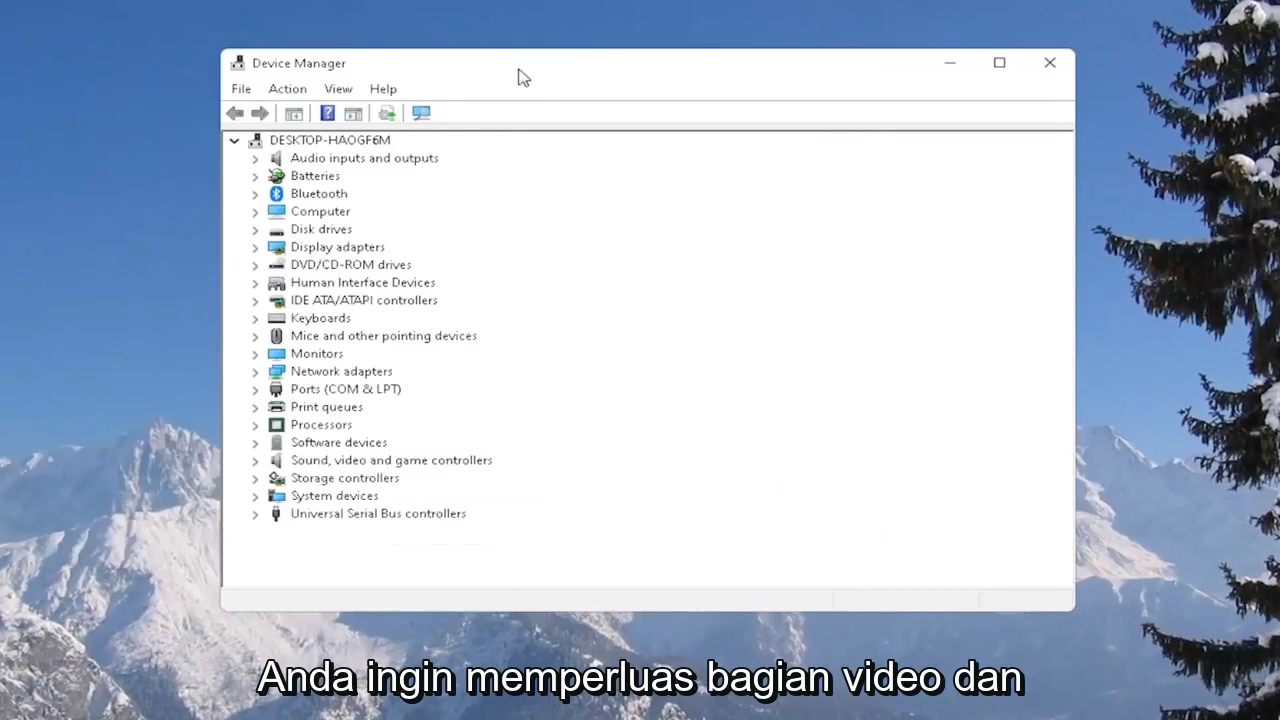 Device Manager
File Action View Help
DESKTOP-HAOGF6M
Audio inputs and outputs
Batteries
Bluetooth
Computer
Disk drives
Display adapters
DVD/CD-ROM drives
Human Interface Devices
IDE ATA/ATAPI controllers
Keyboards
Mice and other pointing devices
Monitors
Network adapters
Ports (COM & LPT)
Print queues
Processors
Software devices
Sound, video and game controllers
Storage controllers
System devices
Universal Serial Bus controllers
Anda ingin memperluas bagian video dan